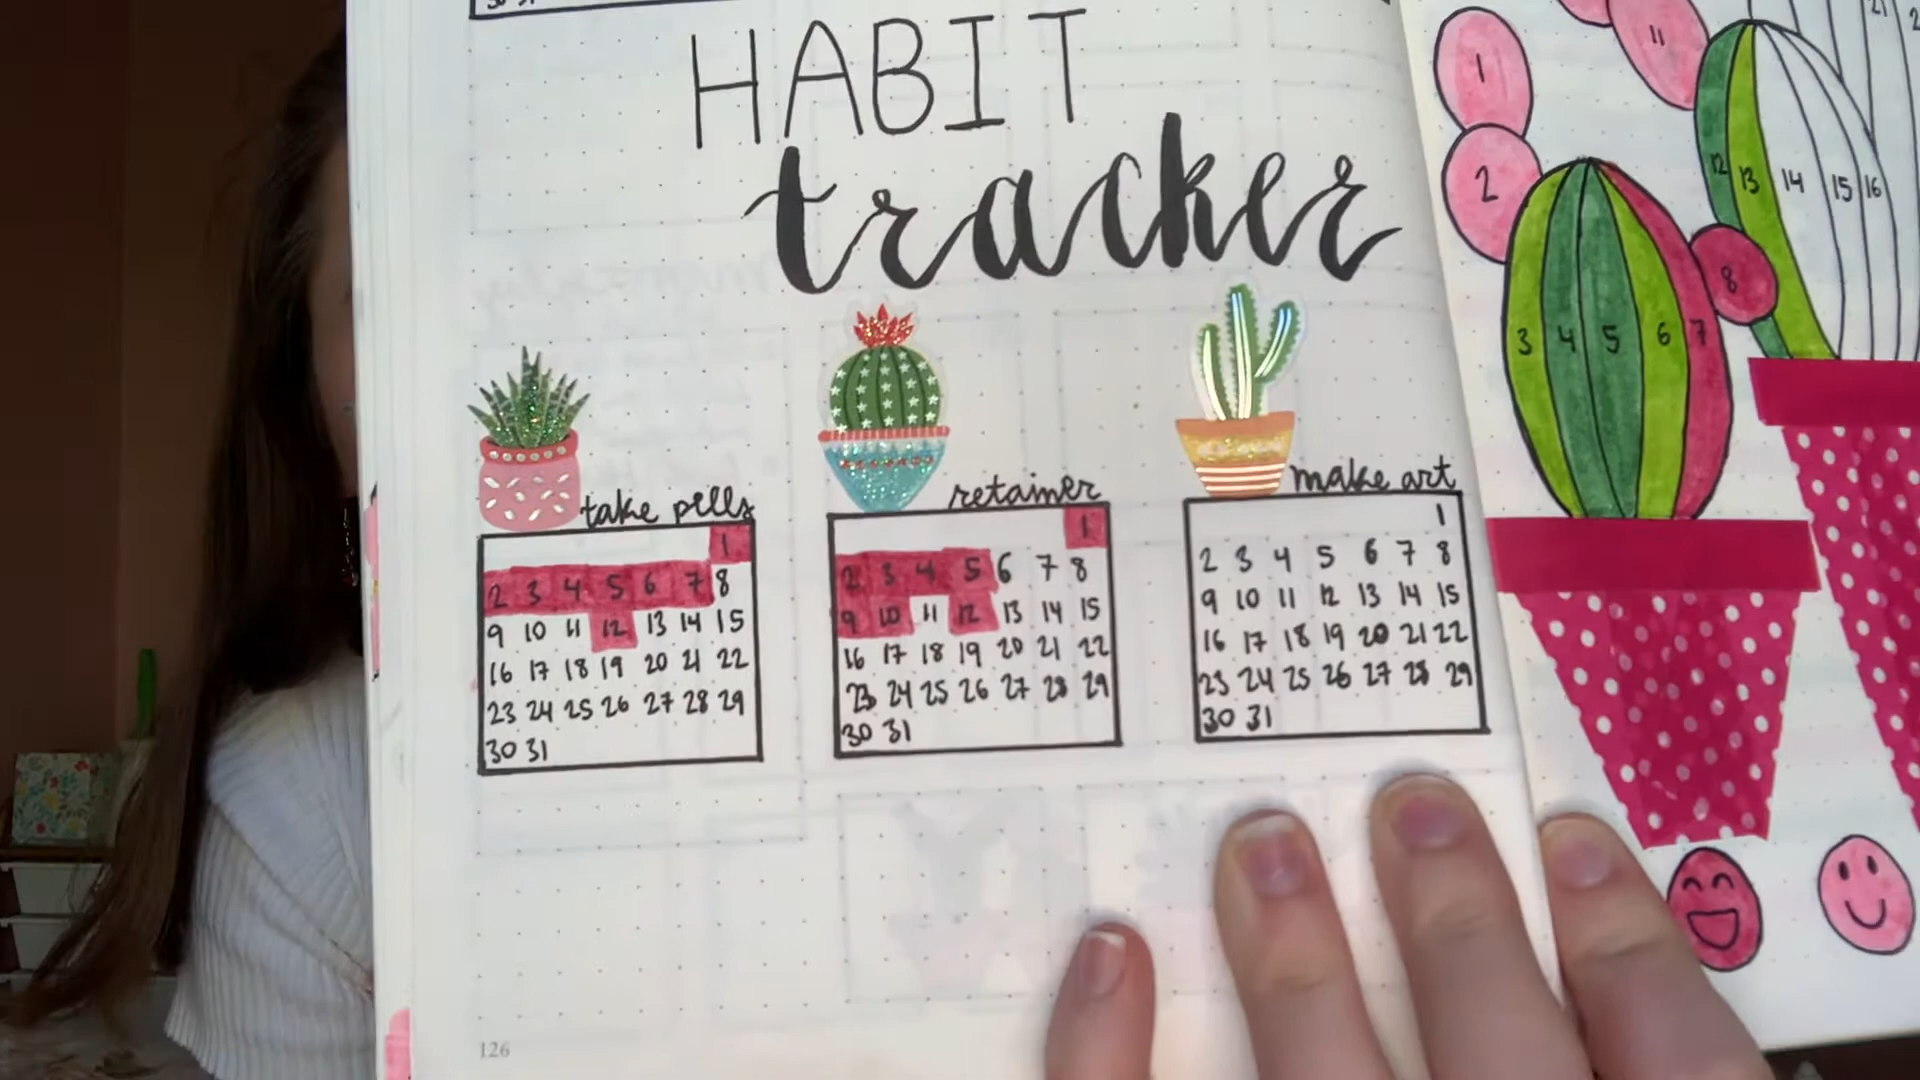 30 31
HABIT
tracker
take pills
1
2 3 4 5 6 7 8
9 10 11 12 13 14 15
16 17 18 19 20 21 22
23 24 25 26 27 28 29
30 31
retainer
1
2 3 4 5 6 7 8
9 10 11 12 13 14 15
16 17 18 19 20 21 22
23 24 25 26 27 28 29
30 31
make art
1
2 3 4 5 6 7 8
9 10 11 12 13 14 15
16 17 18 19 20 21 22
23 24 25 26 27 28 29
30 31
126
1
2
3 4 5 6 7
8
11
12 13 14 15 16
21